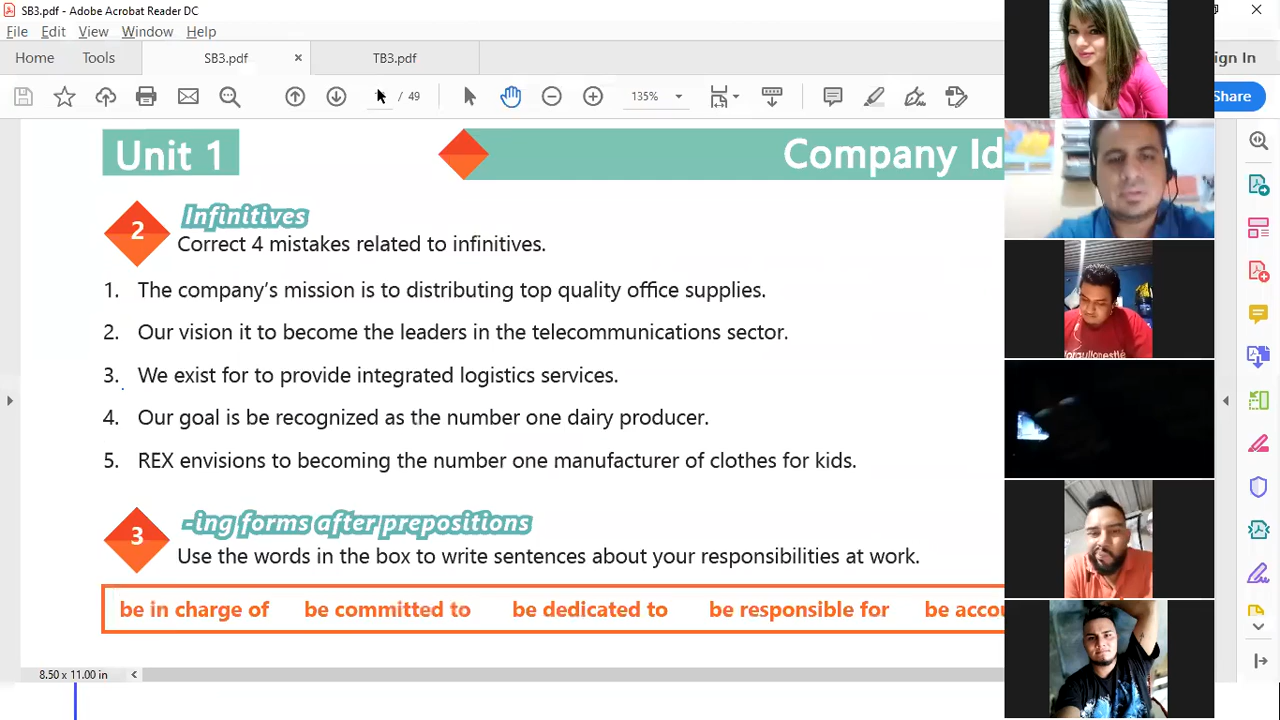 SB3.pdf - Adobe Acrobat Reader DC
File Edit View Window Help
Home Tools SB3.pdf × TB3.pdf Sign In
/ 49 135% Share
Unit 1 Company Id
2 Infinitives
Correct 4 mistakes related to infinitives.
1. The company's mission is to distributing top quality office supplies.
2. Our vision it to become the leaders in the telecommunications sector.
3. We exist for to provide integrated logistics services.
4. Our goal is be recognized as the number one dairy producer.
5. REX envisions to becoming the number one manufacturer of clothes for kids.
3 -ing forms after prepositions
Use the words in the box to write sentences about your responsibilities at work.
be in charge of be committed to be dedicated to be responsible for be accou
8.50 x 11.00 in